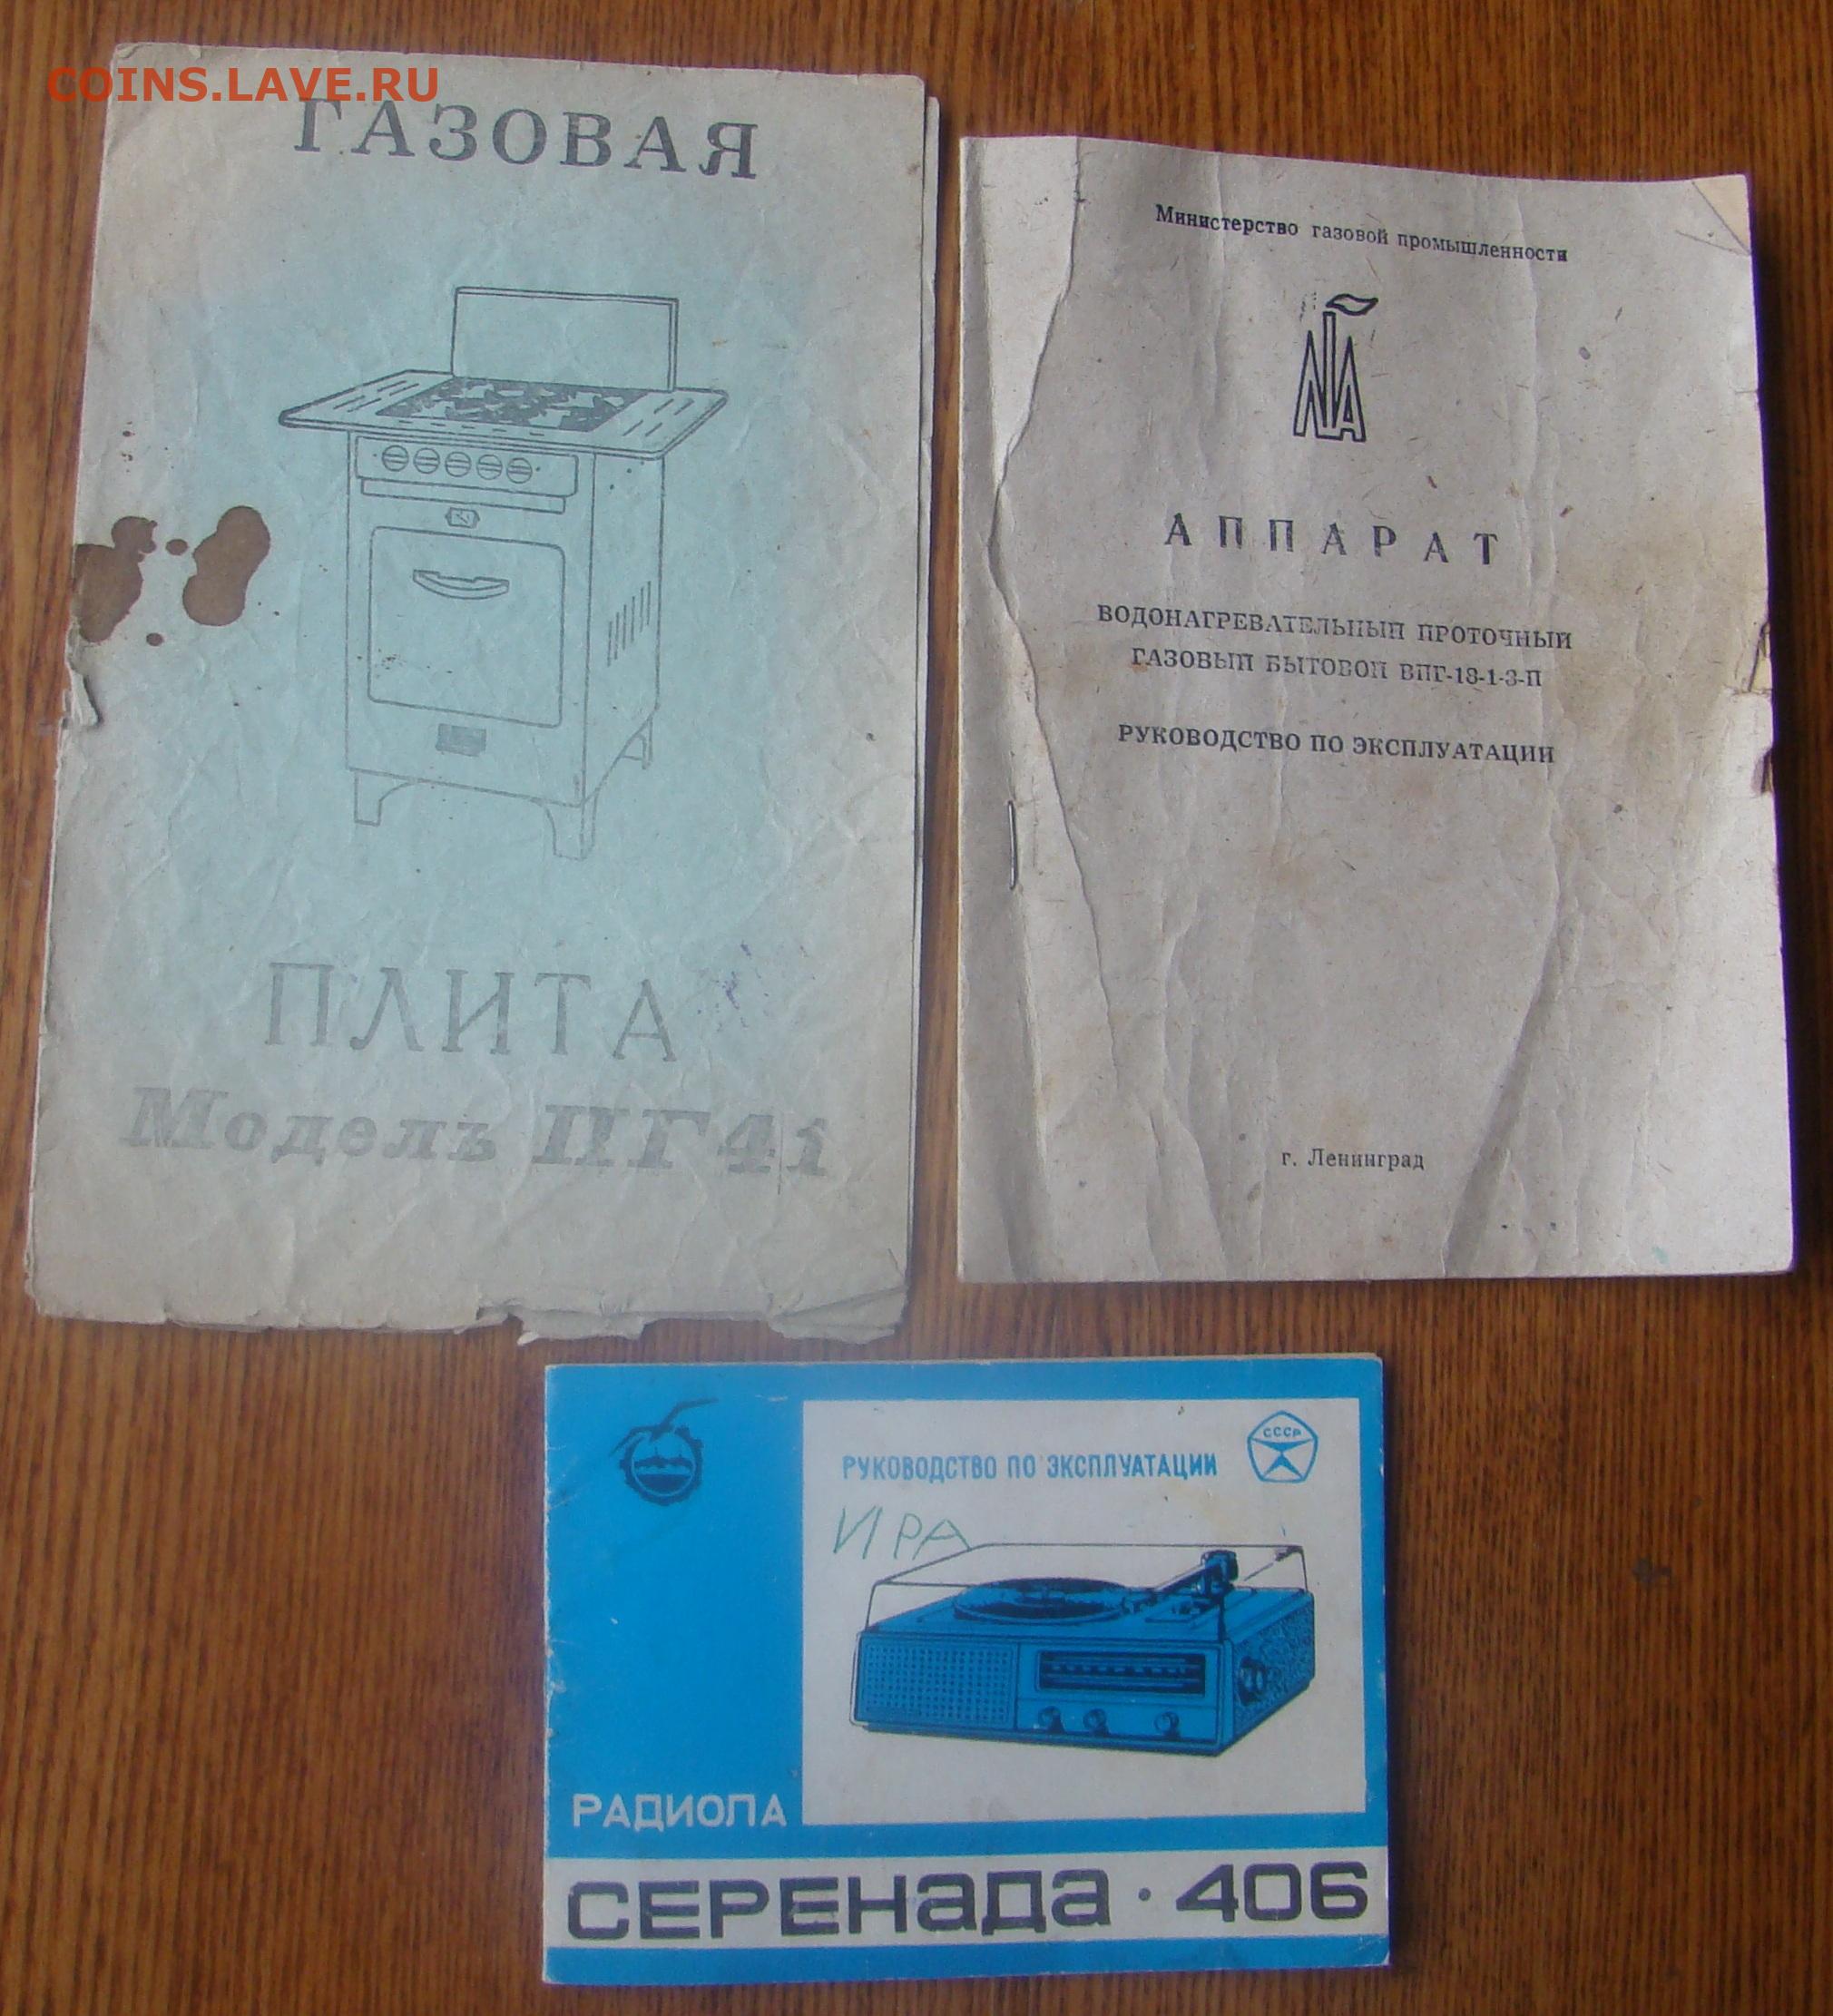 COINS.LAVE.RU
ГАЗОВАЯ
ПЛИТА
Модель ПГ41
Министерство газовой промышленности
АППАРАТ
ВОДОНАГРЕВАТЕЛЬНЫЙ ПРОТОЧНЫЙ
ГАЗОВЫЙ БЫТОВОЙ ВПГ-18-1-3-П
РУКОВОДСТВО ПО ЭКСПЛУАТАЦИИ
г. Ленинград
РУКОВОДСТВО ПО ЭКСПЛУАТАЦИИ
СССР
ИРА
РАДИОЛА
СЕРЕНАДА · 406